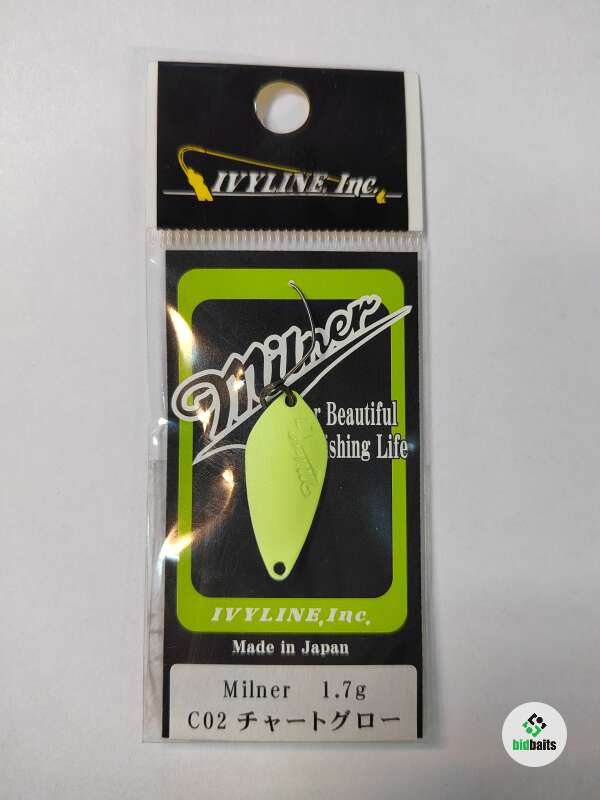 IVYLINE, Inc.
Milner
r Beautiful
ishing Life
IVYLINE, Inc.
Made in Japan
Milner 1.7g
C02 チャートグロー
bidbaits